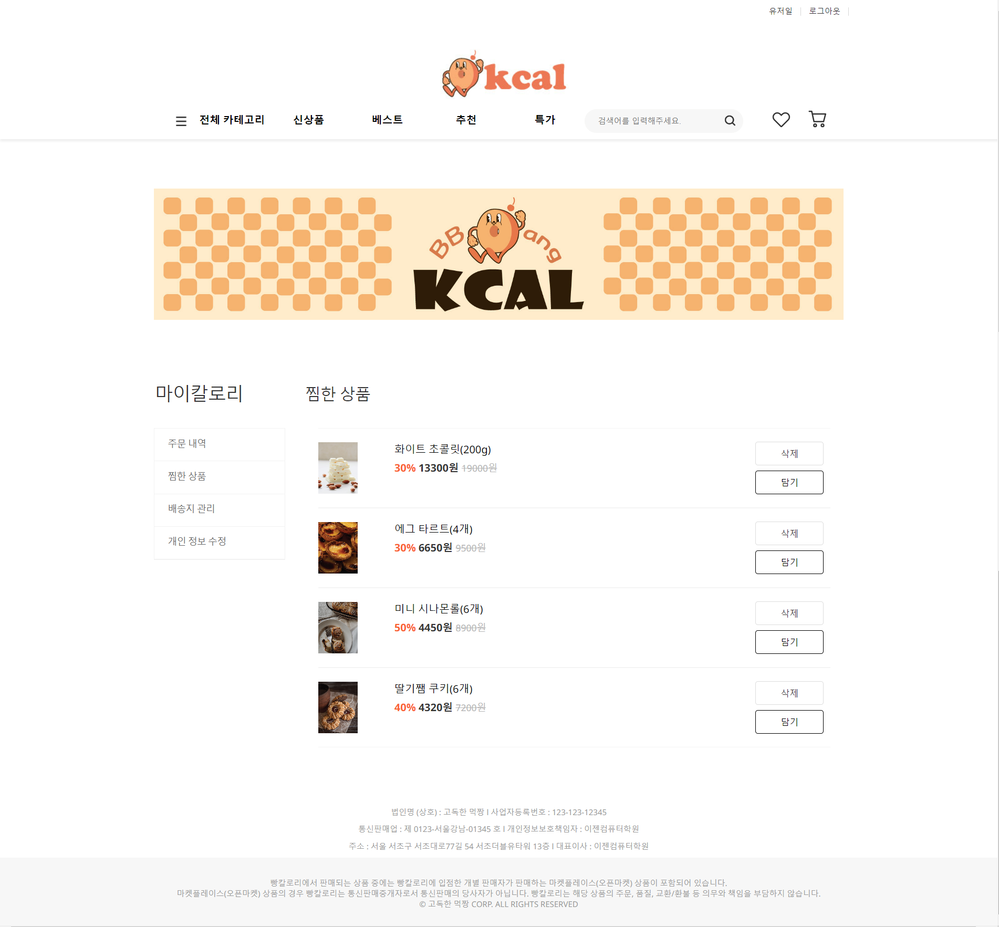 유저일 로그아웃
kcal
전체 카테고리 신상품 베스트 추천 특가 검색어를 입력해주세요.
BB ang
KCAL
마이칼로리
찜한 상품
주문 내역
찜한 상품
배송지 관리
개인 정보 수정
화이트 초콜릿(200g)
30% 13300원 19000원
삭제
담기
에그 타르트(4개)
30% 6650원 9500원
삭제
담기
미니 시나몬롤(6개)
50% 4450원 8900원
삭제
담기
딸기쨈 쿠키(6개)
40% 4320원 7200원
삭제
담기
법인명 (상호) : 고독한 먹짱 I 사업자등록번호 : 123-123-12345
통신판매업 : 제 0123-서울강남-01345 호 I 개인정보보호책임자 : 이젠컴퓨터학원
주소 : 서울 서초구 서초대로77길 54 서초더블유타워 13층 I 대표이사 : 이젠컴퓨터학원
빵칼로리에서 판매되는 상품 중에는 빵칼로리에 입점한 개별 판매자가 판매하는 마켓플레이스(오픈마켓) 상품이 포함되어 있습니다.
마켓플레이스(오픈마켓) 상품의 경우 빵칼로리는 통신판매중개자로서 통신판매의 당사자가 아닙니다. 빵칼로리는 해당 상품의 주문, 품질, 교환/환불 등 의무와 책임을 부담하지 않습니다.
© 고독한 먹짱 CORP. ALL RIGHTS RESERVED